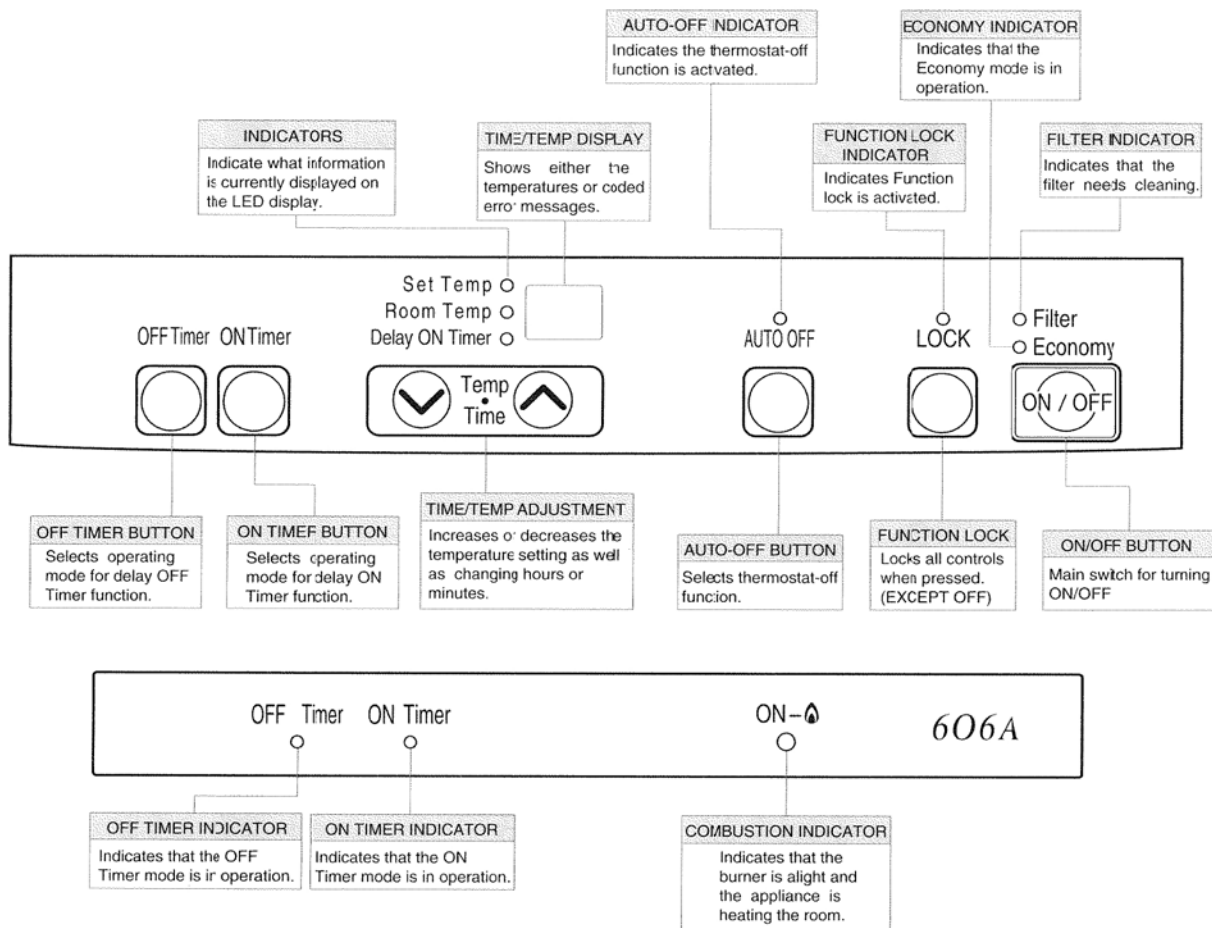 AUTO-OFF INDICATOR
Indicates the thermostat-off
function is activated.
ECONOMY INDICATOR
Indicates that the
Economy mode is in
operation.
INDICATORS
Indicate what information
is currently displayed on
the LED display.
TIME/TEMP DISPLAY
Shows either the
temperatures or coded
error messages.
FUNCTION LOCK
INDICATOR
Indicates Function
lock is activated.
FILTER INDICATOR
Indicates that the
filter needs cleaning.
Set Temp
Room Temp
Delay ON Timer
OFF Timer
ON Timer
AUTO OFF
LOCK
Filter
Economy
Temp
•
Time
ON / OFF
OFF TIMER BUTTON
Selects operating
mode for delay OFF
Timer function.
ON TIMER BUTTON
Selects operating
mode for delay ON
Timer function.
TIME/TEMP ADJUSTMENT
Increases or decreases the
temperature setting as well
as changing hours or
minutes.
AUTO-OFF BUTTON
Selects thermostat-off
function.
FUNCTION LOCK
Locks all controls
when pressed.
(EXCEPT OFF)
ON/OFF BUTTON
Main switch for turning
ON/OFF
OFF Timer
ON Timer
ON-
606A
OFF TIMER INDICATOR
Indicates that the OFF
Timer mode is in operation.
ON TIMER INDICATOR
Indicates that the ON
Timer mode is in operation.
COMBUSTION INDICATOR
Indicates that the
burner is alight and
the appliance is
heating the room.